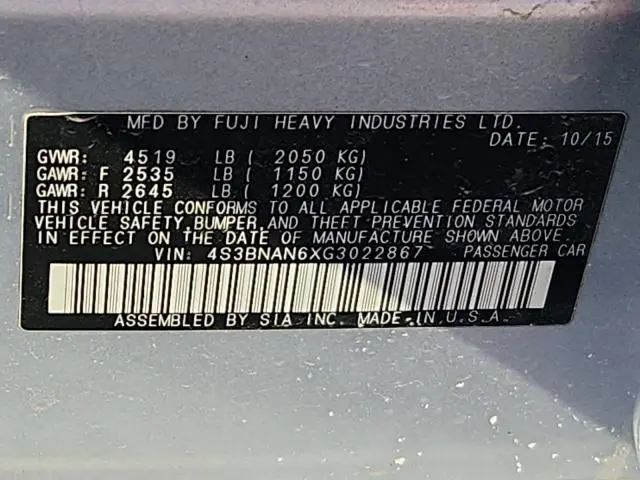 MFD BY FUJI HEAVY INDUSTRIES LTD.
DATE: 10/15
GVWR: 4519 LB ( 2050 KG)
GAWR: F 2535 LB ( 1150 KG)
GAWR: R 2645 LB ( 1200 KG)
THIS VEHICLE CONFORMS TO ALL APPLICABLE FEDERAL MOTOR
VEHICLE SAFETY, BUMPER, AND THEFT PREVENTION STANDARDS
IN EFFECT ON THE DATE OF MANUFACTURE SHOWN ABOVE.
VIN: 4S3BNAN6XG3022867 PASSENGER CAR
ASSEMBLED BY SIA INC. MADE IN U.S.A.